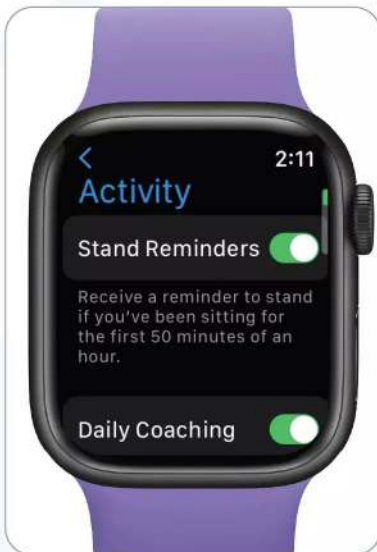 2:11
Activity
Stand Reminders
Receive a reminder to stand
if you've been sitting for
the first 50 minutes of an
hour.
Daily Coaching